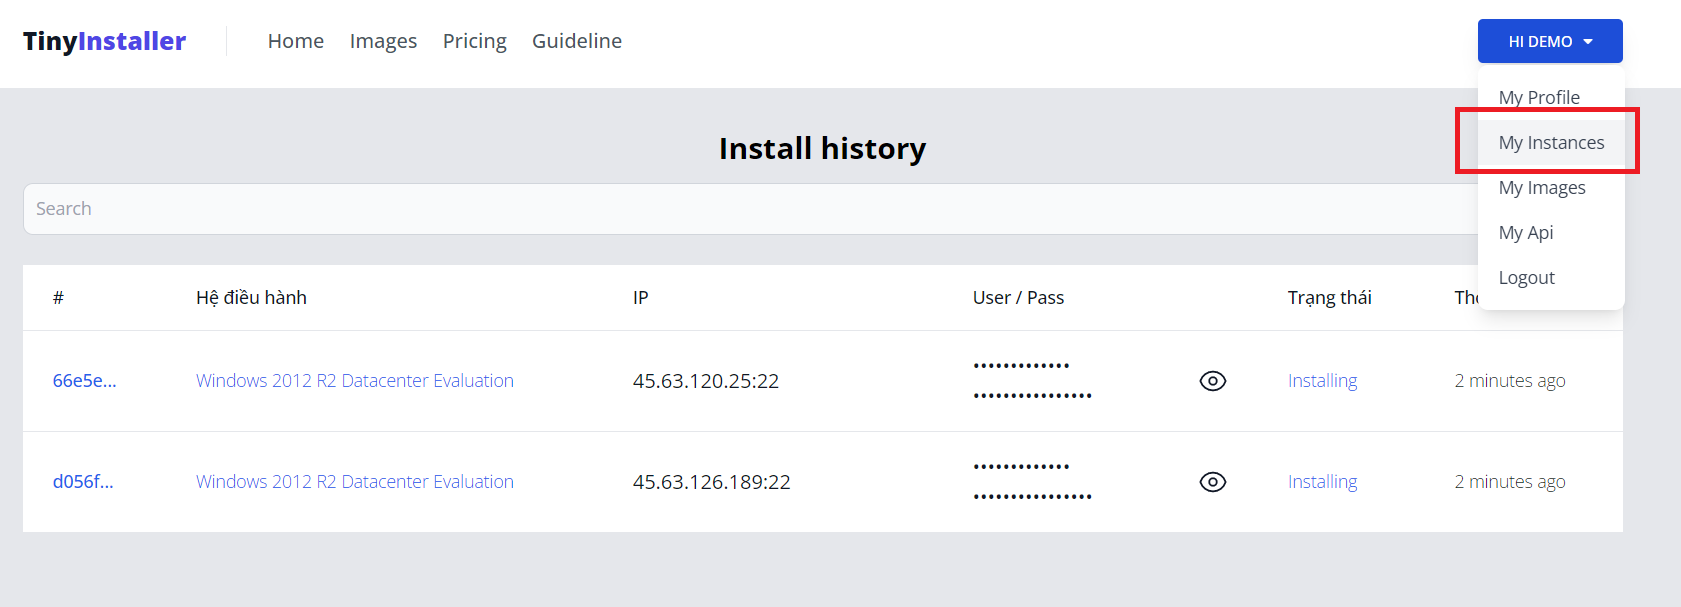 TinyInstaller
Home Images Pricing Guideline
HI DEMO
My Profile
My Instances
My Images
My Api
Logout
Install history
Search
# Hệ điều hành IP User / Pass Trạng thái
66e5e... Windows 2012 R2 Datacenter Evaluation 45.63.120.25:22 ••••••••••••• Installing 2 minutes ago
••••••••••••••••
d056f... Windows 2012 R2 Datacenter Evaluation 45.63.126.189:22 ••••••••••••• Installing 2 minutes ago
••••••••••••••••